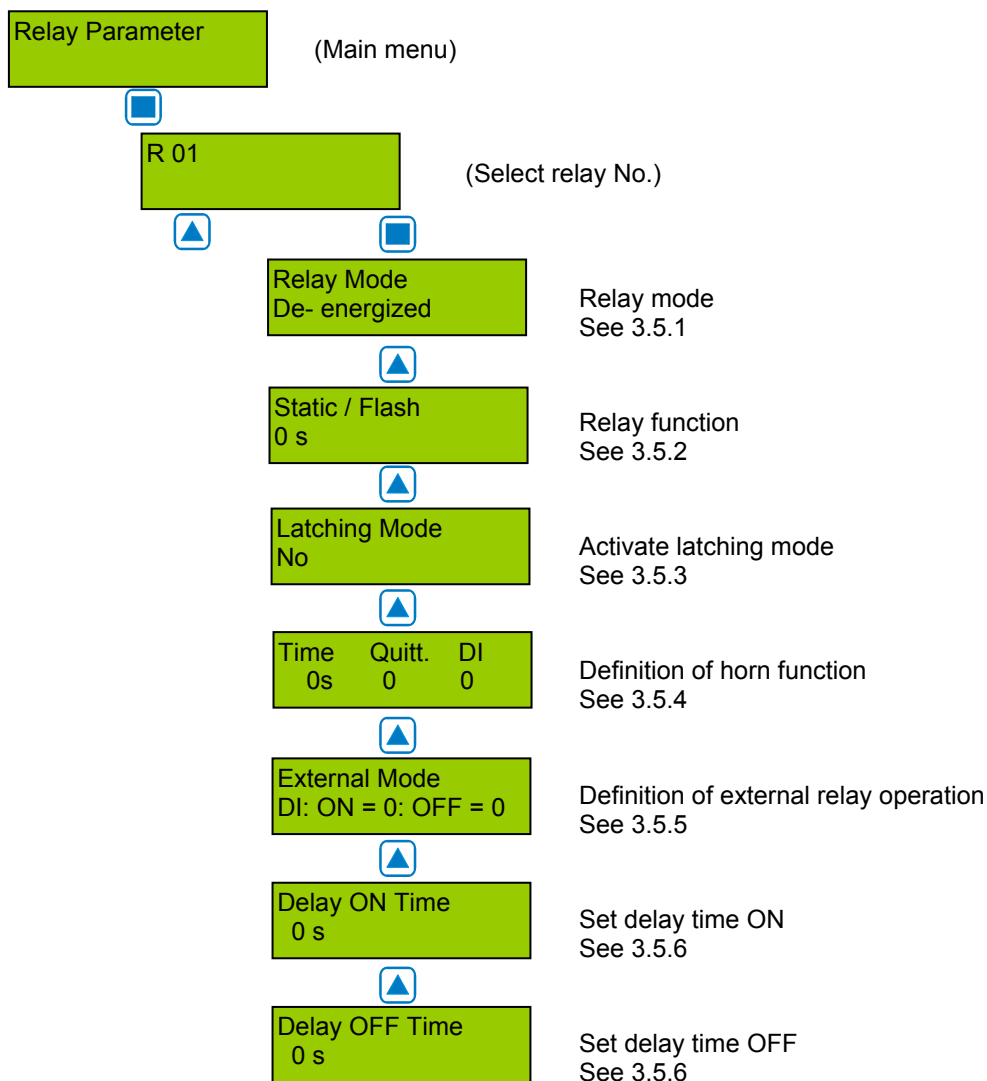 Relay Parameter
(Main menu)
R 01
(Select relay No.)
Relay Mode
De- energized
Relay mode
See 3.5.1
Static / Flash
0 s
Relay function
See 3.5.2
Latching Mode
No
Activate latching mode
See 3.5.3
Time Quitt. DI
0s 0 0
Definition of horn function
See 3.5.4
External Mode
DI: ON = 0: OFF = 0
Definition of external relay operation
See 3.5.5
Delay ON Time
0 s
Set delay time ON
See 3.5.6
Delay OFF Time
0 s
Set delay time OFF
See 3.5.6